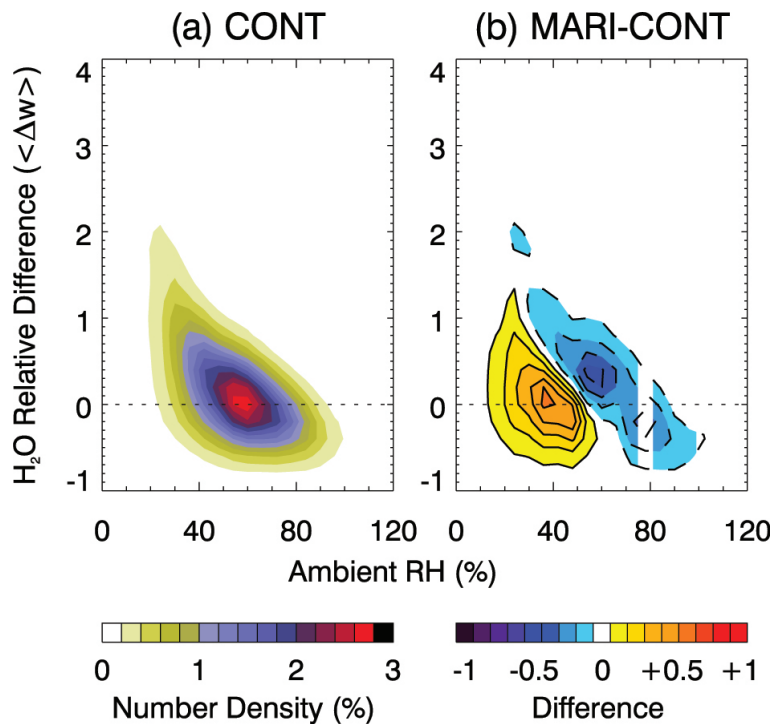 (a) CONT
(b) MARI-CONT
H₂O Relative Difference (<Δw>)
4
3
2
1
0
-1
4
3
2
1
0
-1
0 40 80 120
0 40 80 120
Ambient RH (%)
0 1 2 3
Number Density (%)
-1 -0.5 0 +0.5 +1
Difference